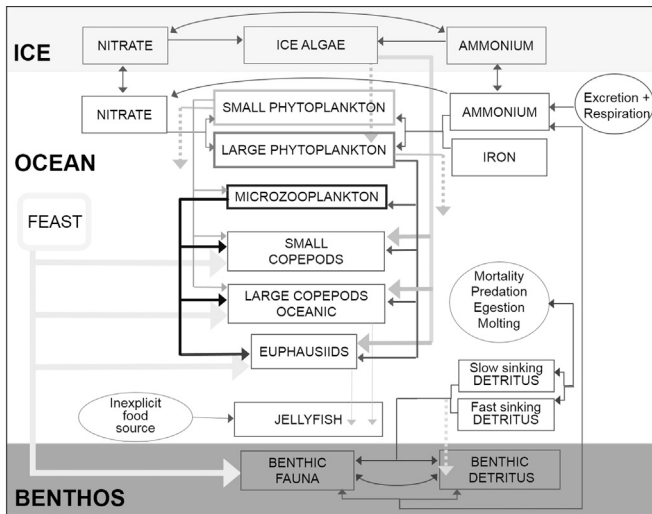 ICE
NITRATE
ICE ALGAE
AMMONIUM
NITRATE
SMALL PHYTOPLANKTON
AMMONIUM
Excretion +
Respiration
OCEAN
LARGE PHYTOPLANKTON
IRON
MICROZOOPLANKTON
FEAST
SMALL
COPEPODS
LARGE COPEPODS
OCEANIC
Mortality
Predation
Egestion
Molting
EUPHAUSIIDS
Slow sinking
DETRITUS
Fast sinking
DETRITUS
Inexplicit
food
source
JELLYFISH
BENTHOS
BENTHIC
FAUNA
BENTHIC
DETRITUS